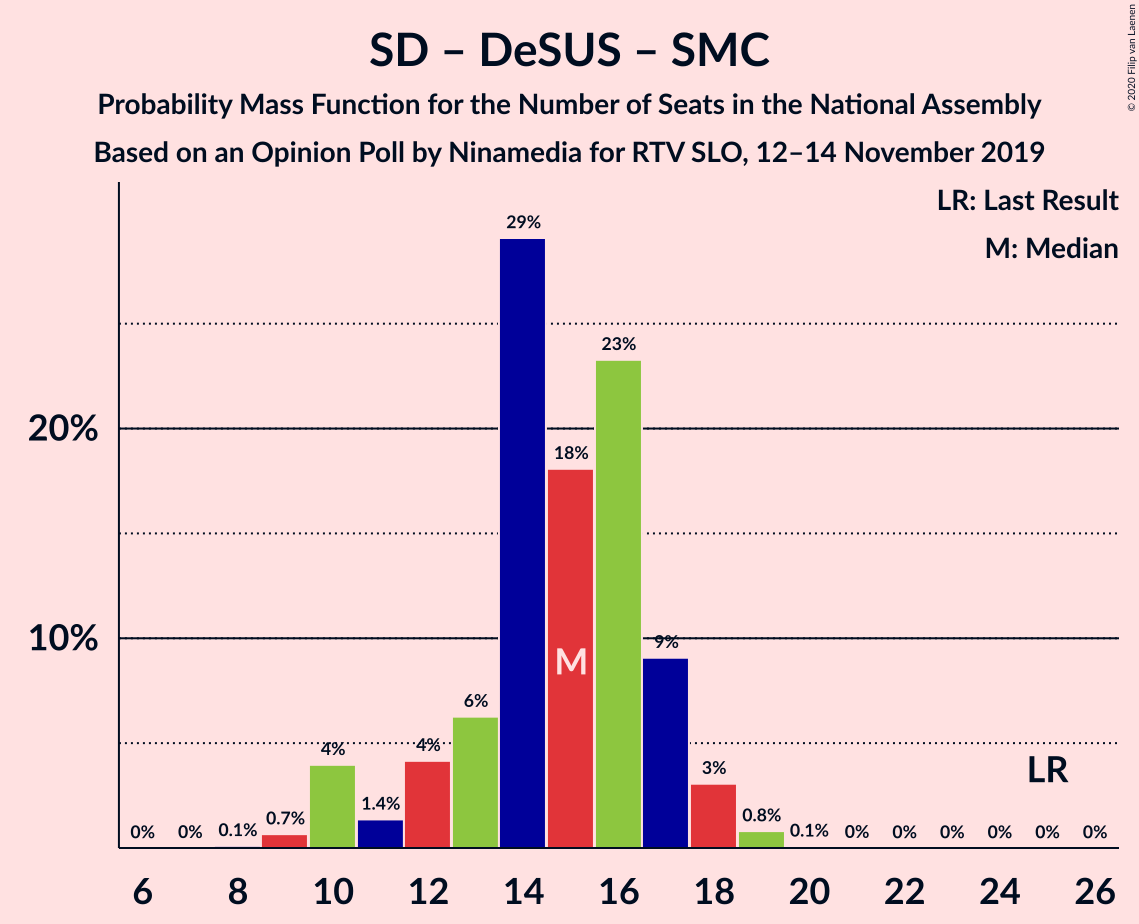 SD – DeSUS – SMC
Probability Mass Function for the Number of Seats in the National Assembly
Based on an Opinion Poll by Ninamedia for RTV SLO, 12–14 November 2019
© 2020 Filip van Laenen
LR: Last Result
M: Median
29%
23%
20%
18%
10%
9%
M
6%
4%
4%
LR
3%
1.4%
0.7%
0.8%
0% 0% 0.1% 0.1% 0% 0% 0% 0% 0% 0%
6 8 10 12 14 16 18 20 22 24 26